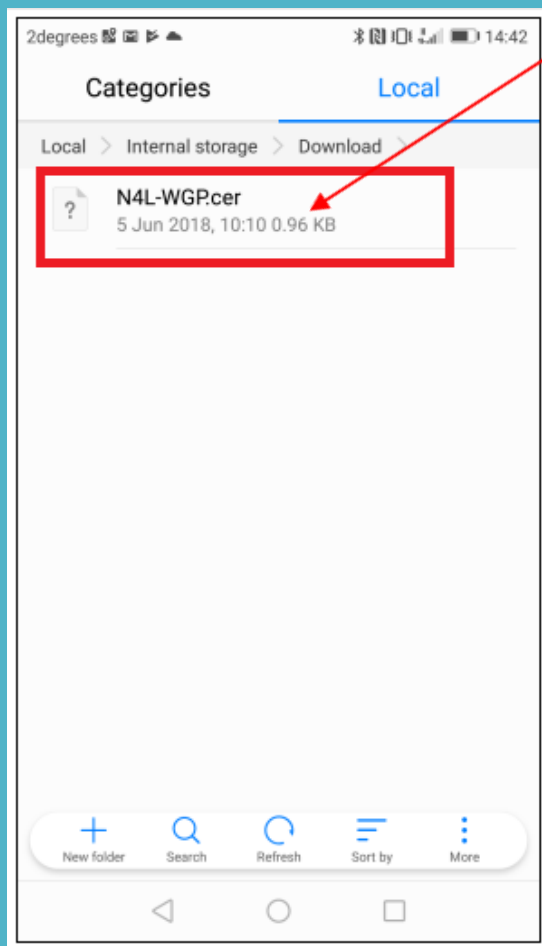 2degrees 14:42
Categories Local
Local > Internal storage > Download >
? N4L-WGP.cer
5 Jun 2018, 10:10 0.96 KB
New folder Search Refresh Sort by More